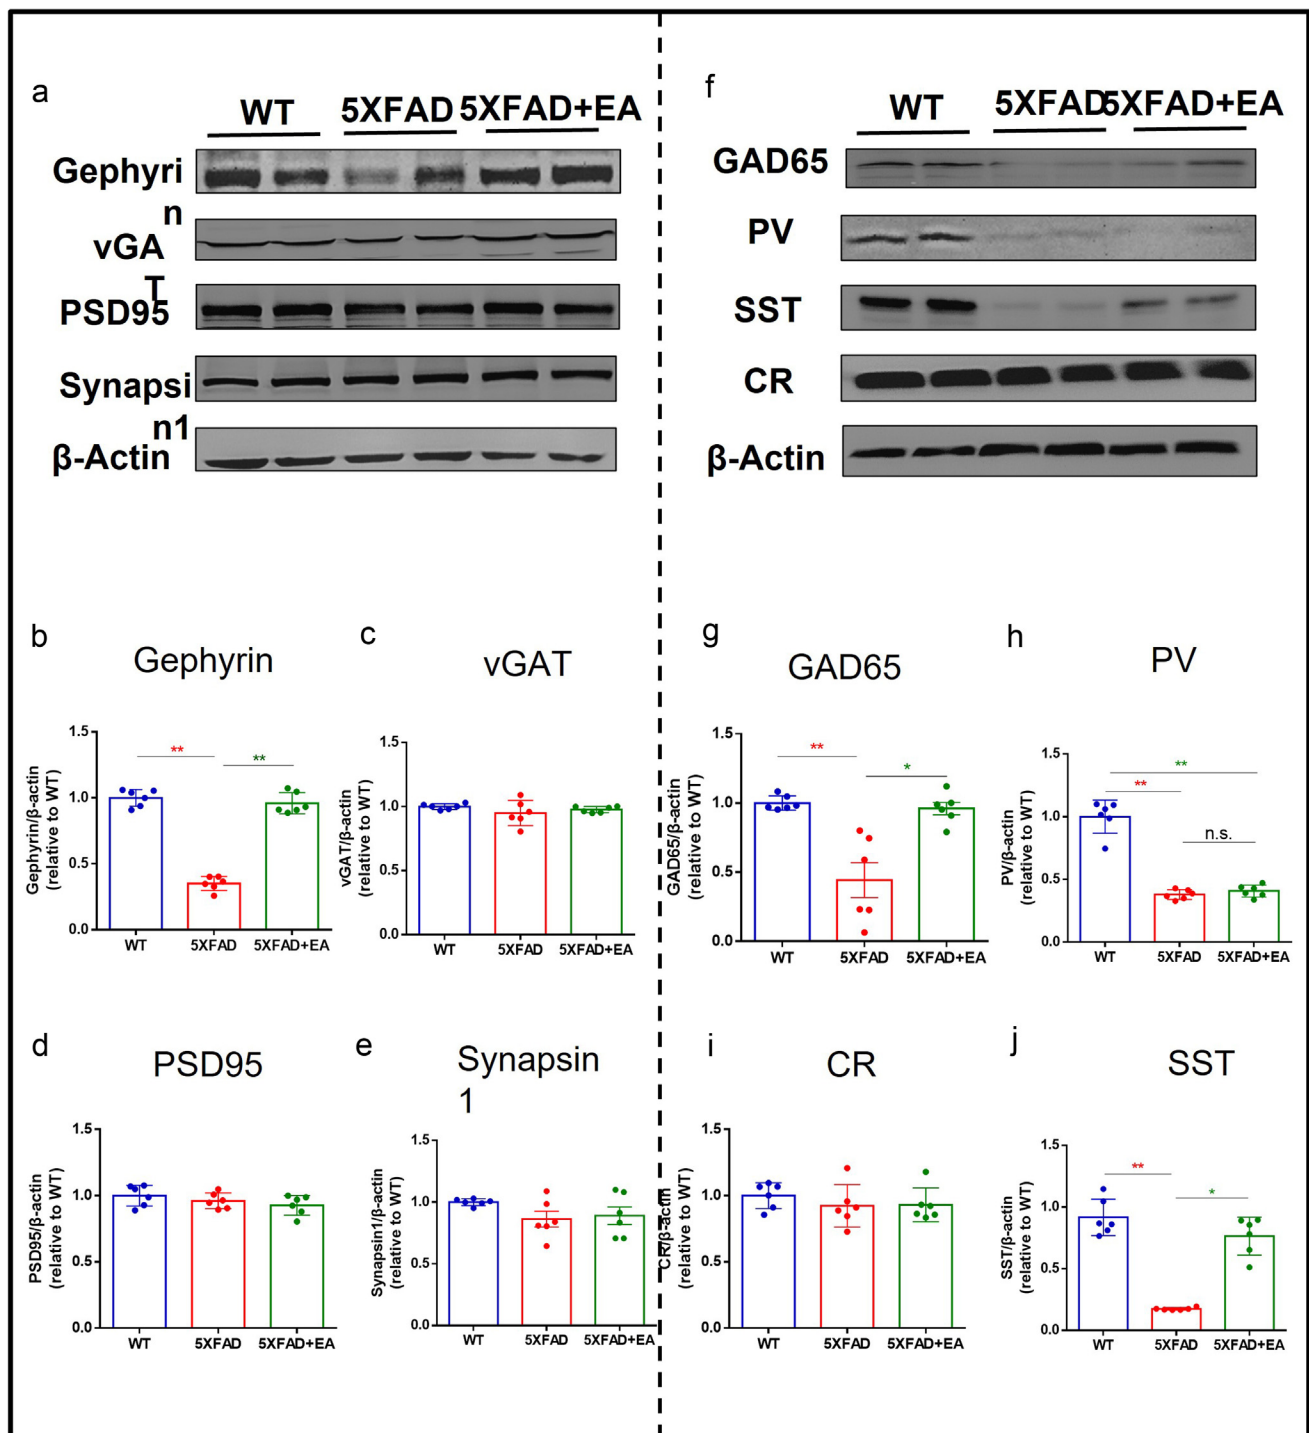 a
WT 5XFAD 5XFAD+EA
Gephyri
n
vGA
T
PSD95
Synapsi
n1
β-Actin
f
WT 5XFAD 5XFAD+EA
GAD65
PV
SST
CR
β-Actin
b
Gephyrin
Gephyrin/β-actin
(relative to WT)
1.5
1.0
0.5
0.0
** **
WT 5XFAD 5XFAD+EA
c
vGAT
vGAT/β-actin
(relative to WT)
1.5
1.0
0.5
0.0
WT 5XFAD 5XFAD+EA
g
GAD65
GAD65/β-actin
(relative to WT)
1.5
1.0
0.5
0.0
** *
WT 5XFAD 5XFAD+EA
h
PV
PV/β-actin
(relative to WT)
1.5
1.0
0.5
0.0
**
**
n.s.
WT 5XFAD 5XFAD+EA
d
PSD95
PSD95/β-actin
(relative to WT)
1.5
1.0
0.5
0.0
WT 5XFAD 5XFAD+EA
e
Synapsin
1
Synapsin1/β-actin
(relative to WT)
1.5
1.0
0.5
0.0
WT 5XFAD 5XFAD+EA
i
CR
CR/β-actin
(relative to WT)
1.5
1.0
0.5
0.0
WT 5XFAD 5XFAD+EA
j
SST
SST/β-actin
(relative to WT)
1.5
1.0
0.5
0.0
**
*
WT 5XFAD 5XFAD+EA